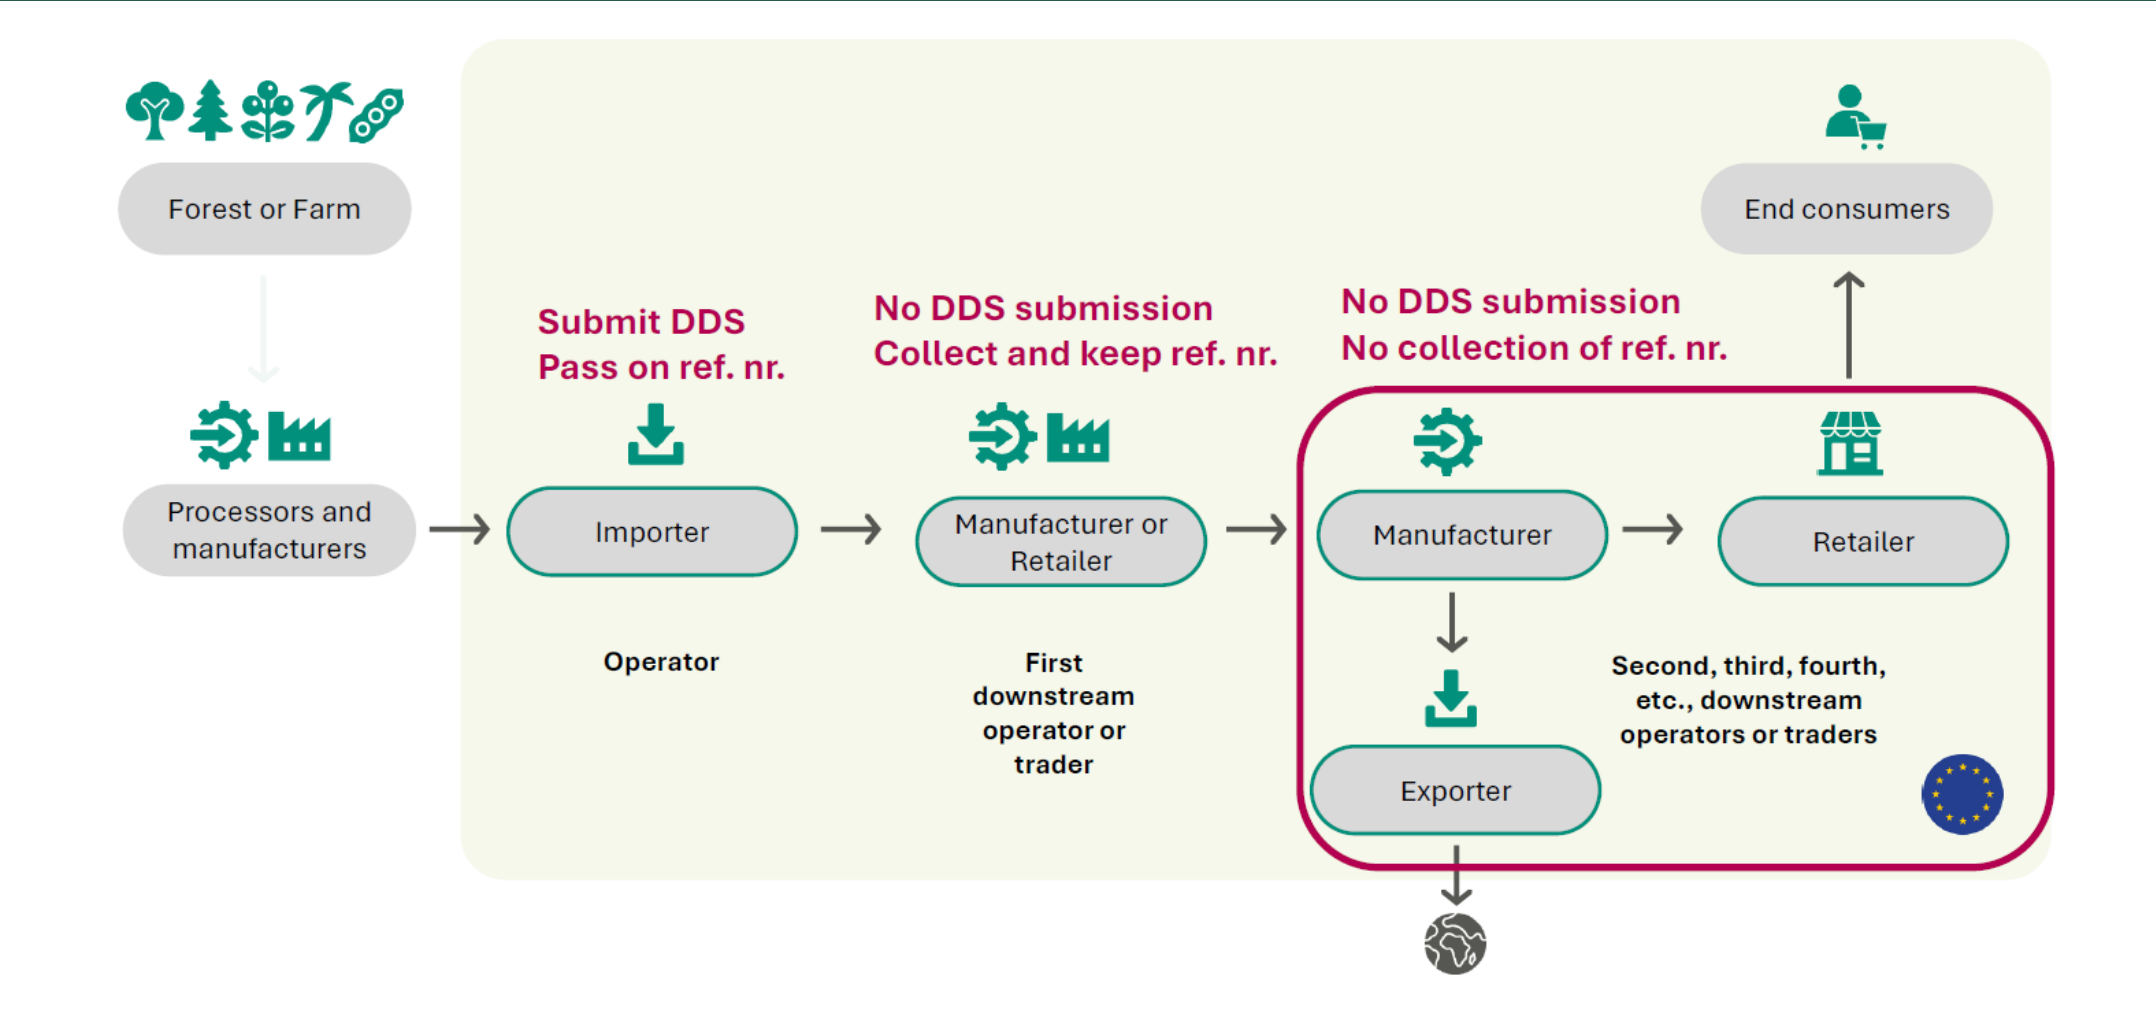 Forest or Farm
Processors and
manufacturers
Submit DDS
Pass on ref. nr.
Importer
Operator
No DDS submission
Collect and keep ref. nr.
Manufacturer or
Retailer
First
downstream
operator or
trader
No DDS submission
No collection of ref. nr.
Manufacturer
Exporter
Retailer
Second, third, fourth,
etc., downstream
operators or traders
End consumers